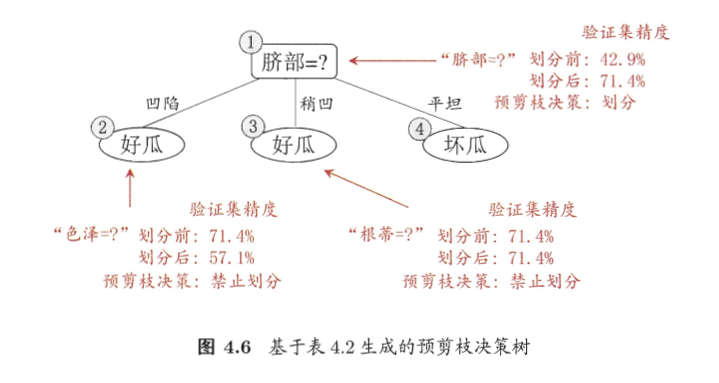 验证集精度
① 脐部=? “脐部=?” 划分前: 42.9%
划分后: 71.4%
预剪枝决策: 划分
凹陷 稍凹 平坦
② 好瓜 ③ 好瓜 ④ 坏瓜
验证集精度 验证集精度
“色泽=?” 划分前: 71.4% “根蒂=?” 划分前: 71.4%
划分后: 57.1% 划分后: 71.4%
预剪枝决策: 禁止划分 预剪枝决策: 禁止划分
图 4.6 基于表 4.2 生成的预剪枝决策树